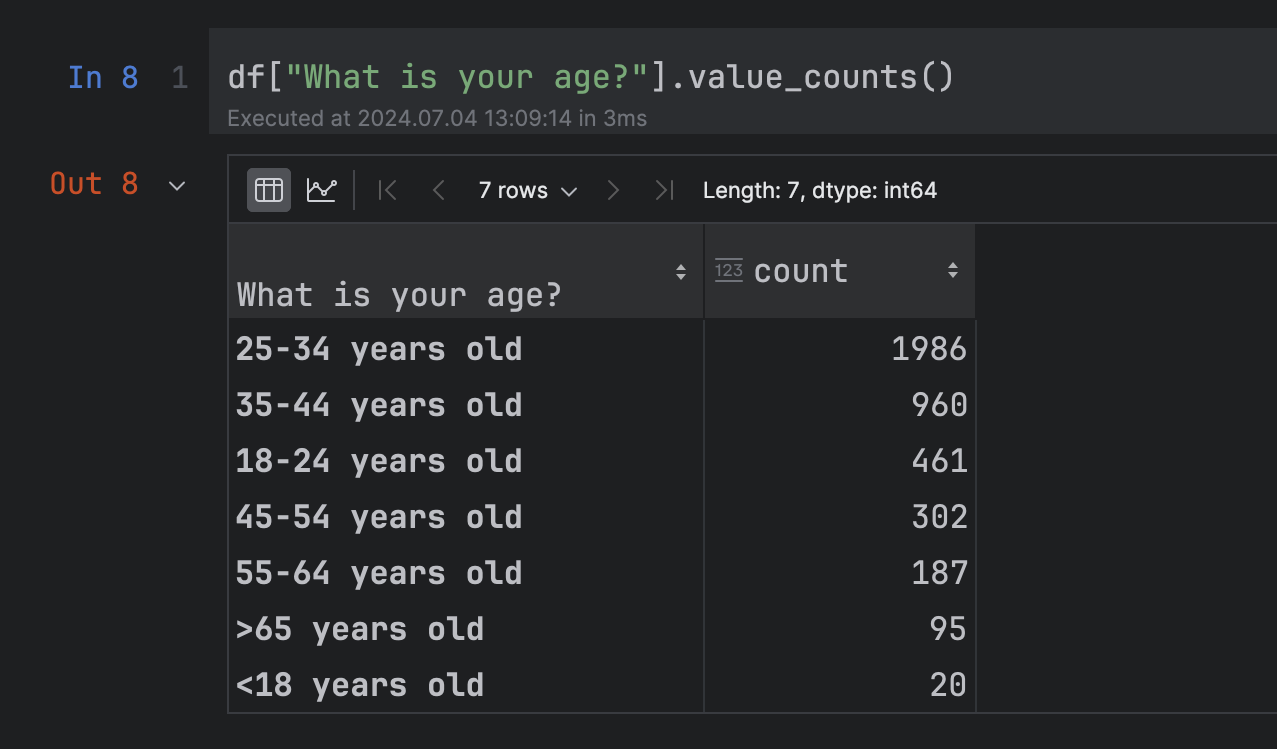 In 8 1 df["What is your age?"].value_counts()
Executed at 2024.07.04 13:09:14 in 3ms
Out 8 7 rows Length: 7, dtype: int64
What is your age? 123 count
25-34 years old 1986
35-44 years old 960
18-24 years old 461
45-54 years old 302
55-64 years old 187
>65 years old 95
<18 years old 20